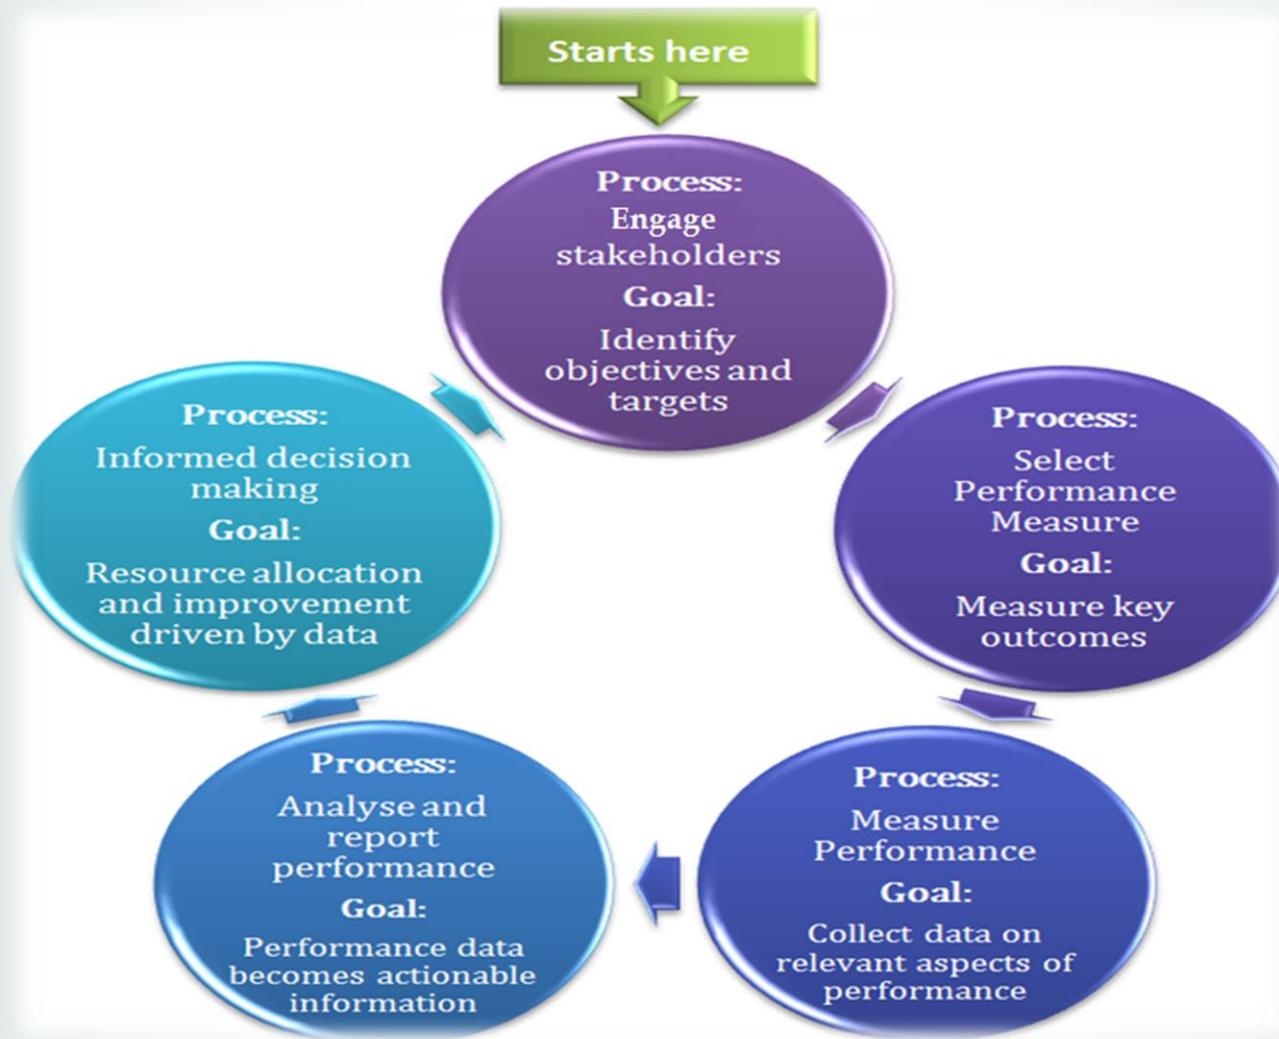 Starts here
Process:
Engage
stakeholders
Goal:
Identify
objectives and
targets
Process:
Select
Performance
Measure
Goal:
Measure key
outcomes
Process:
Measure
Performance
Goal:
Collect data on
relevant aspects of
performance
Process:
Analyse and
report
performance
Goal:
Performance data
becomes actionable
information
Process:
Informed decision
making
Goal:
Resource allocation
and improvement
driven by data